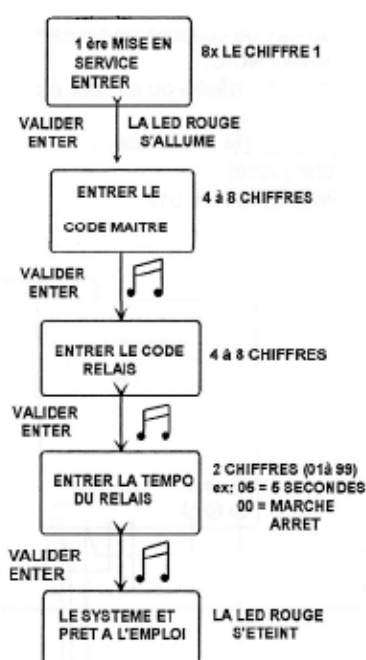 1 ère MISE EN
SERVICE
ENTRER
8x LE CHIFFRE 1
VALIDER
ENTER
LA LED ROUGE
S'ALLUME
ENTRER LE
CODE MAITRE
4 à 8 CHIFFRES
VALIDER
ENTER
ENTRER LE CODE
RELAIS
4 à 8 CHIFFRES
VALIDER
ENTER
ENTRER LA TEMPO
DU RELAIS
2 CHIFFRES (01à 99)
ex: 05 = 5 SECONDES
00 = MARCHE
ARRET
VALIDER
ENTER
LE SYSTEME ET
PRET A L'EMPLOI
LA LED ROUGE
S'ETEINT